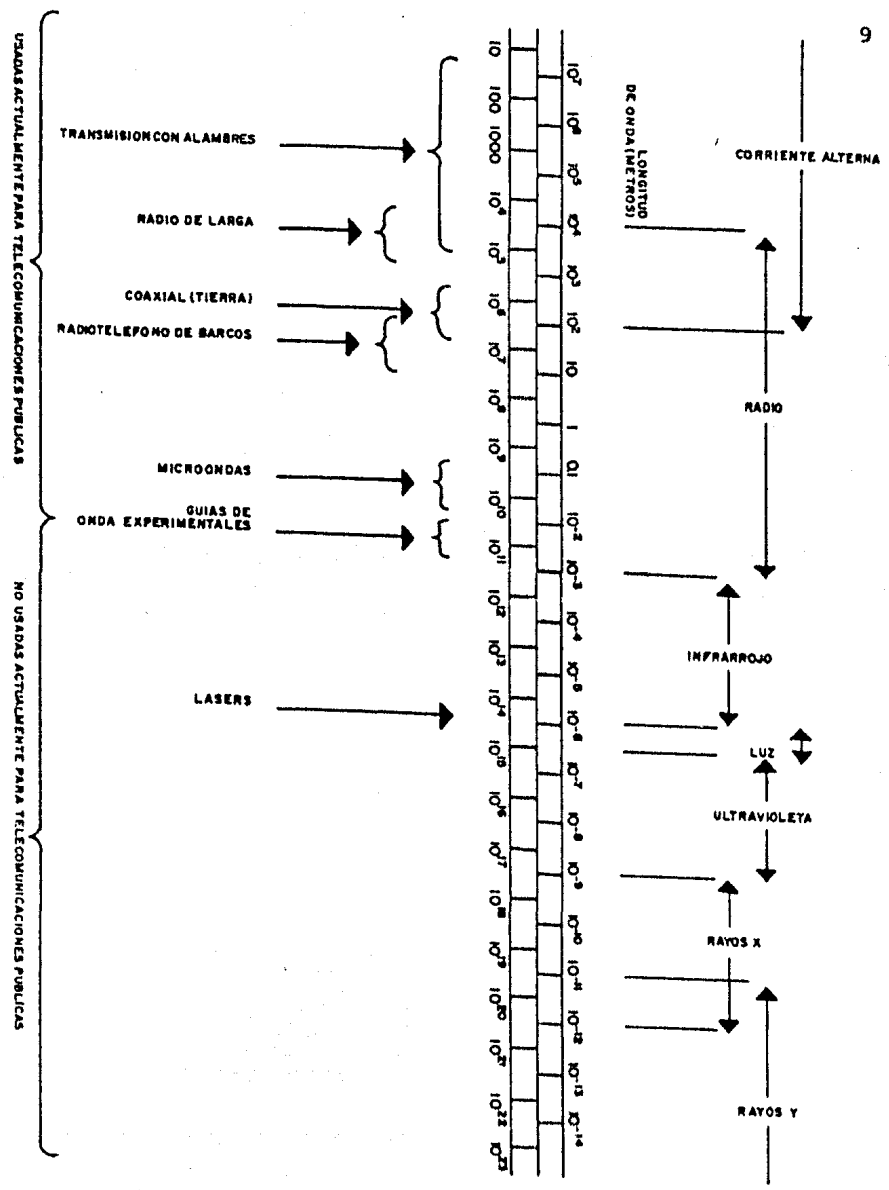 9
USADAS ACTUALMENTE PARA TELECOMUNICACIONES PUBLICAS
NO USADAS ACTUALMENTE PARA TELECOMUNICACIONES PUBLICAS
TRANSMISION CON ALAMBRES
RADIO DE LARGA
COAXIAL (TIERRA)
RADIOTELEFONO DE BARCOS
MICROONDAS
GUIAS DE
ONDA EXPERIMENTALES
LASERS
10
100
1000
10⁴
10⁵
10⁶
10⁷
10⁸
10⁹
10¹⁰
10¹¹
10¹²
10¹³
10¹⁴
10¹⁵
10¹⁶
10¹⁷
10¹⁸
10¹⁹
10²⁰
10²¹
10²²
10²³
LONGITUD
DE ONDA (METROS)
10⁷
10⁶
10⁵
10⁴
10³
10²
10
1
0.1
10⁻²
10⁻³
10⁻⁴
10⁻⁵
10⁻⁶
10⁻⁷
10⁻⁸
10⁻⁹
10⁻¹⁰
10⁻¹¹
10⁻¹²
10⁻¹³
10⁻¹⁴
CORRIENTE ALTERNA
RADIO
INFRARROJO
LUZ
ULTRAVIOLETA
RAYOS X
RAYOS Y